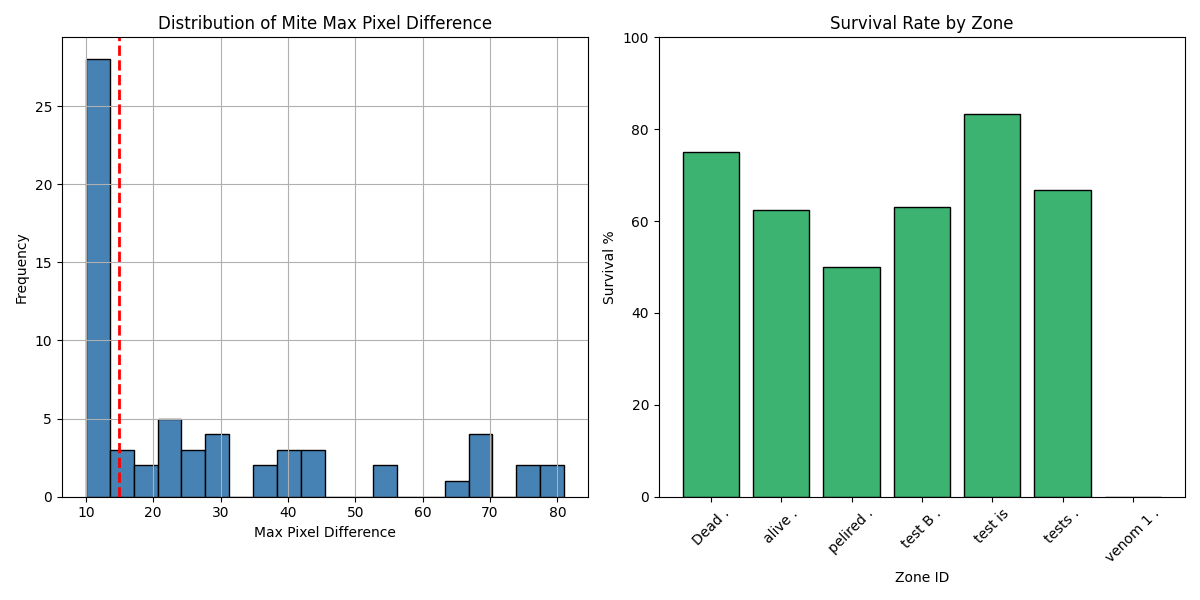 Distribution of Mite Max Pixel Difference
Frequency
25
20
15
10
5
0
10 20 30 40 50 60 70 80
Max Pixel Difference
Survival Rate by Zone
Survival %
100
80
60
40
20
0
Dead . alive . pelired . test B . test is tests . venom 1 .
Zone ID